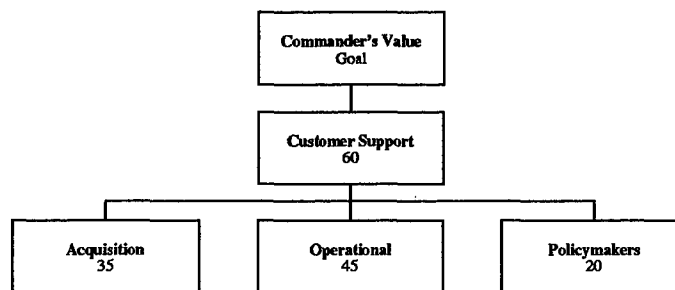 Commander's Value
Goal
Customer Support
60
Acquisition
35
Operational
45
Policymakers
20